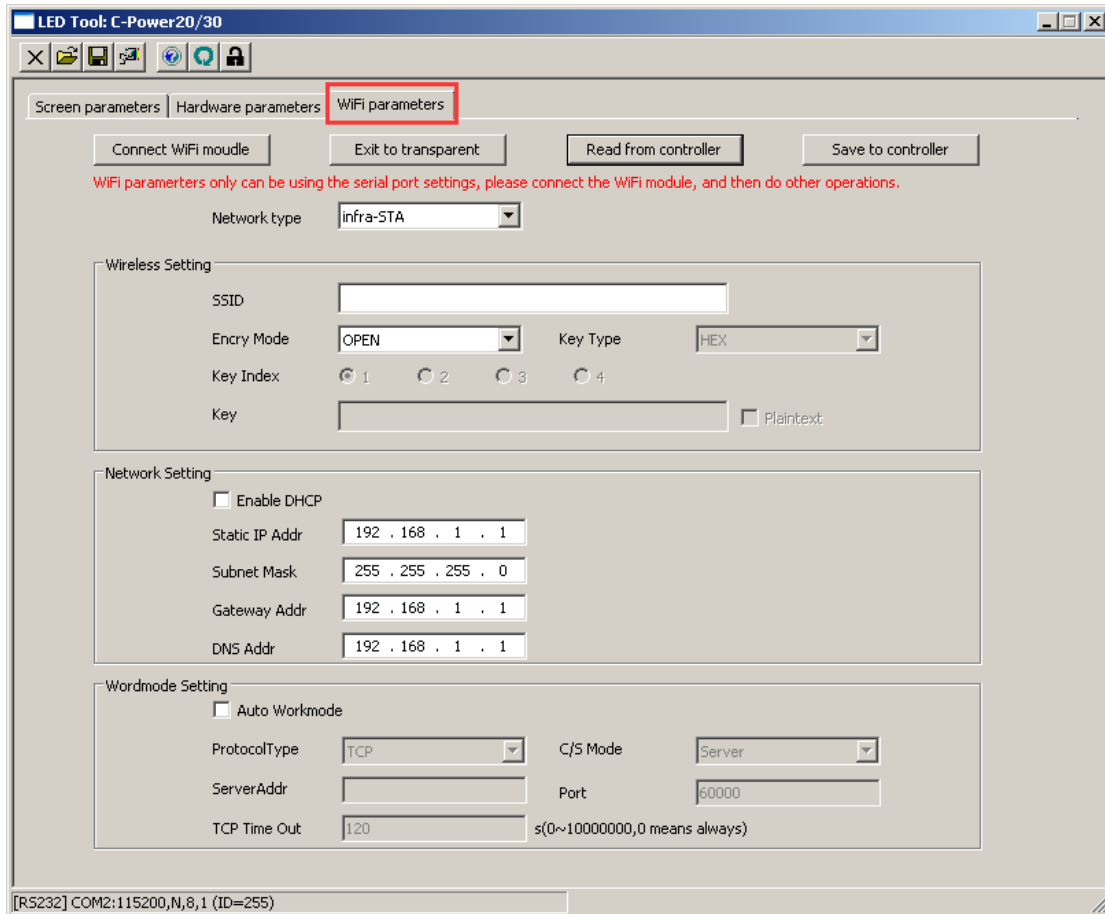 LED Tool: C-Power20/30
Screen parameters Hardware parameters WiFi parameters
Connect WiFi moudle Exit to transparent Read from controller Save to controller
WiFi paramerters only can be using the serial port settings, please connect the WiFi module, and then do other operations.
Network type infra-STA
Wireless Setting
SSID
Encry Mode OPEN Key Type HEX
Key Index 1 2 3 4
Key Plaintext
Network Setting
Enable DHCP
Static IP Addr 192 . 168 . 1 . 1
Subnet Mask 255 . 255 . 255 . 0
Gateway Addr 192 . 168 . 1 . 1
DNS Addr 192 . 168 . 1 . 1
Wordmode Setting
Auto Workmode
ProtocolType TCP C/S Mode Server
ServerAddr Port 60000
TCP Time Out 120 s(0~10000000,0 means always)
[RS232] COM2:115200,N,8,1 (ID=255)